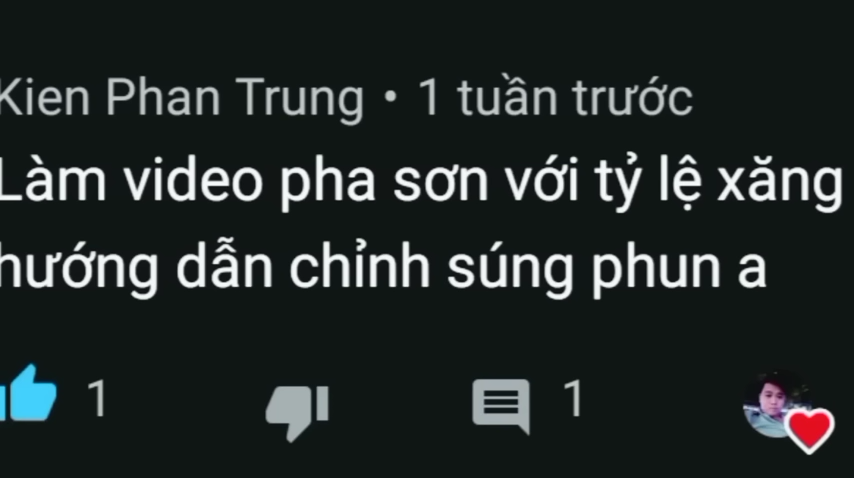 Kien Phan Trung • 1 tuần trước
Làm video pha sơn với tỷ lệ xăng
hướng dẫn chỉnh súng phun a
1 1